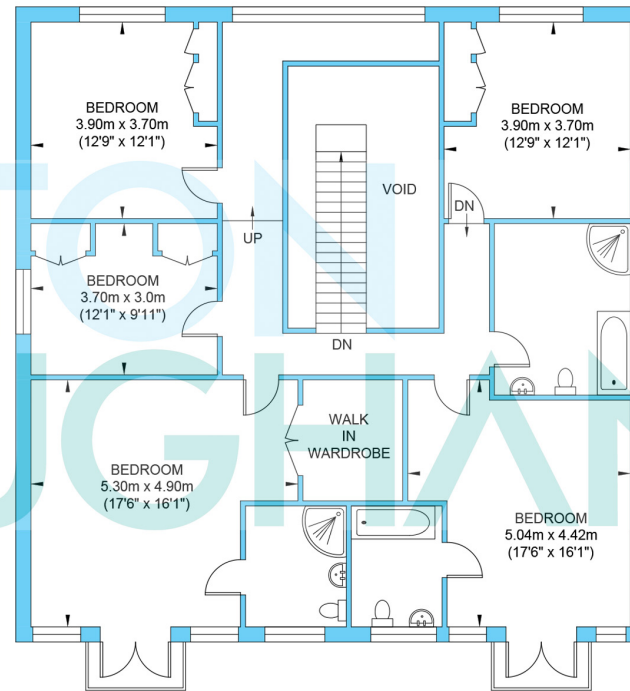 BEDROOM
3.90m x 3.70m
(12'9" x 12'1")
BEDROOM
3.90m x 3.70m
(12'9" x 12'1")
VOID
DN
UP
BEDROOM
3.70m x 3.0m
(12'1" x 9'11")
DN
WALK
IN
WARDROBE
BEDROOM
5.30m x 4.90m
(17'6" x 16'1")
BEDROOM
5.04m x 4.42m
(17'6" x 16'1")
TON
UGHAN